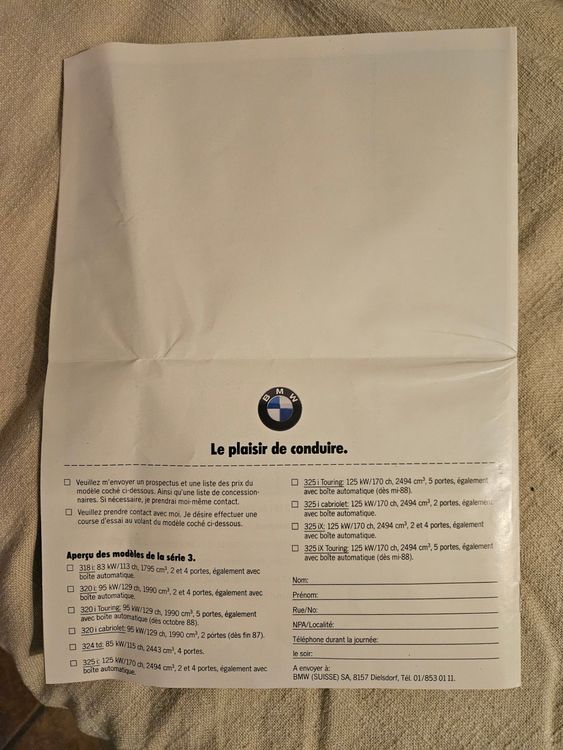 BMW
Le plaisir de conduire.
Veuillez m'envoyer un prospectus et une liste des prix du
modèle coché ci-dessous. Ainsi qu'une liste de concession-
naires. Si nécessaire, je prendrai moi-même contact.
Veuillez prendre contact avec moi. Je désire effectuer une
course d'essai au volant du modèle coché ci-dessous.
Aperçu des modèles de la série 3.
318 i: 83 kW/113 ch, 1795 cm³, 2 et 4 portes, également avec
boîte automatique.
320 i: 95 kW/129 ch, 1990 cm³, 2 et 4 portes, également avec
boîte automatique.
320 i Touring: 95 kW/129 ch, 1990 cm³, 5 portes, également
avec boîte automatique (dès octobre 88).
320 i cabriolet: 95 kW/129 ch, 1990 cm³, 2 portes (dès fin 87).
324 td: 85 kW/115 ch, 2443 cm³, 4 portes.
325 i: 125 kW/170 ch, 2494 cm³, 2 et 4 portes, également avec
boîte automatique.
325 i Touring: 125 kW/170 ch, 2494 cm³, 5 portes, également
avec boîte automatique (dès mi-88).
325 i cabriolet: 125 kW/170 ch, 2494 cm³, 2 portes, également
avec boîte automatique.
325 iX: 125 kW/170 ch, 2494 cm³, 2 et 4 portes, également
avec boîte automatique.
325 iX Touring: 125 kW/170 ch, 2494 cm³, 5 portes, également
avec boîte automatique (dès mi-88).
Nom:
Prénom:
Rue/No:
NPA/Localité:
Téléphone durant la journée:
le soir:
A envoyer à:
BMW (SUISSE) SA, 8157 Dielsdorf, Tél. 01/853 01 11.